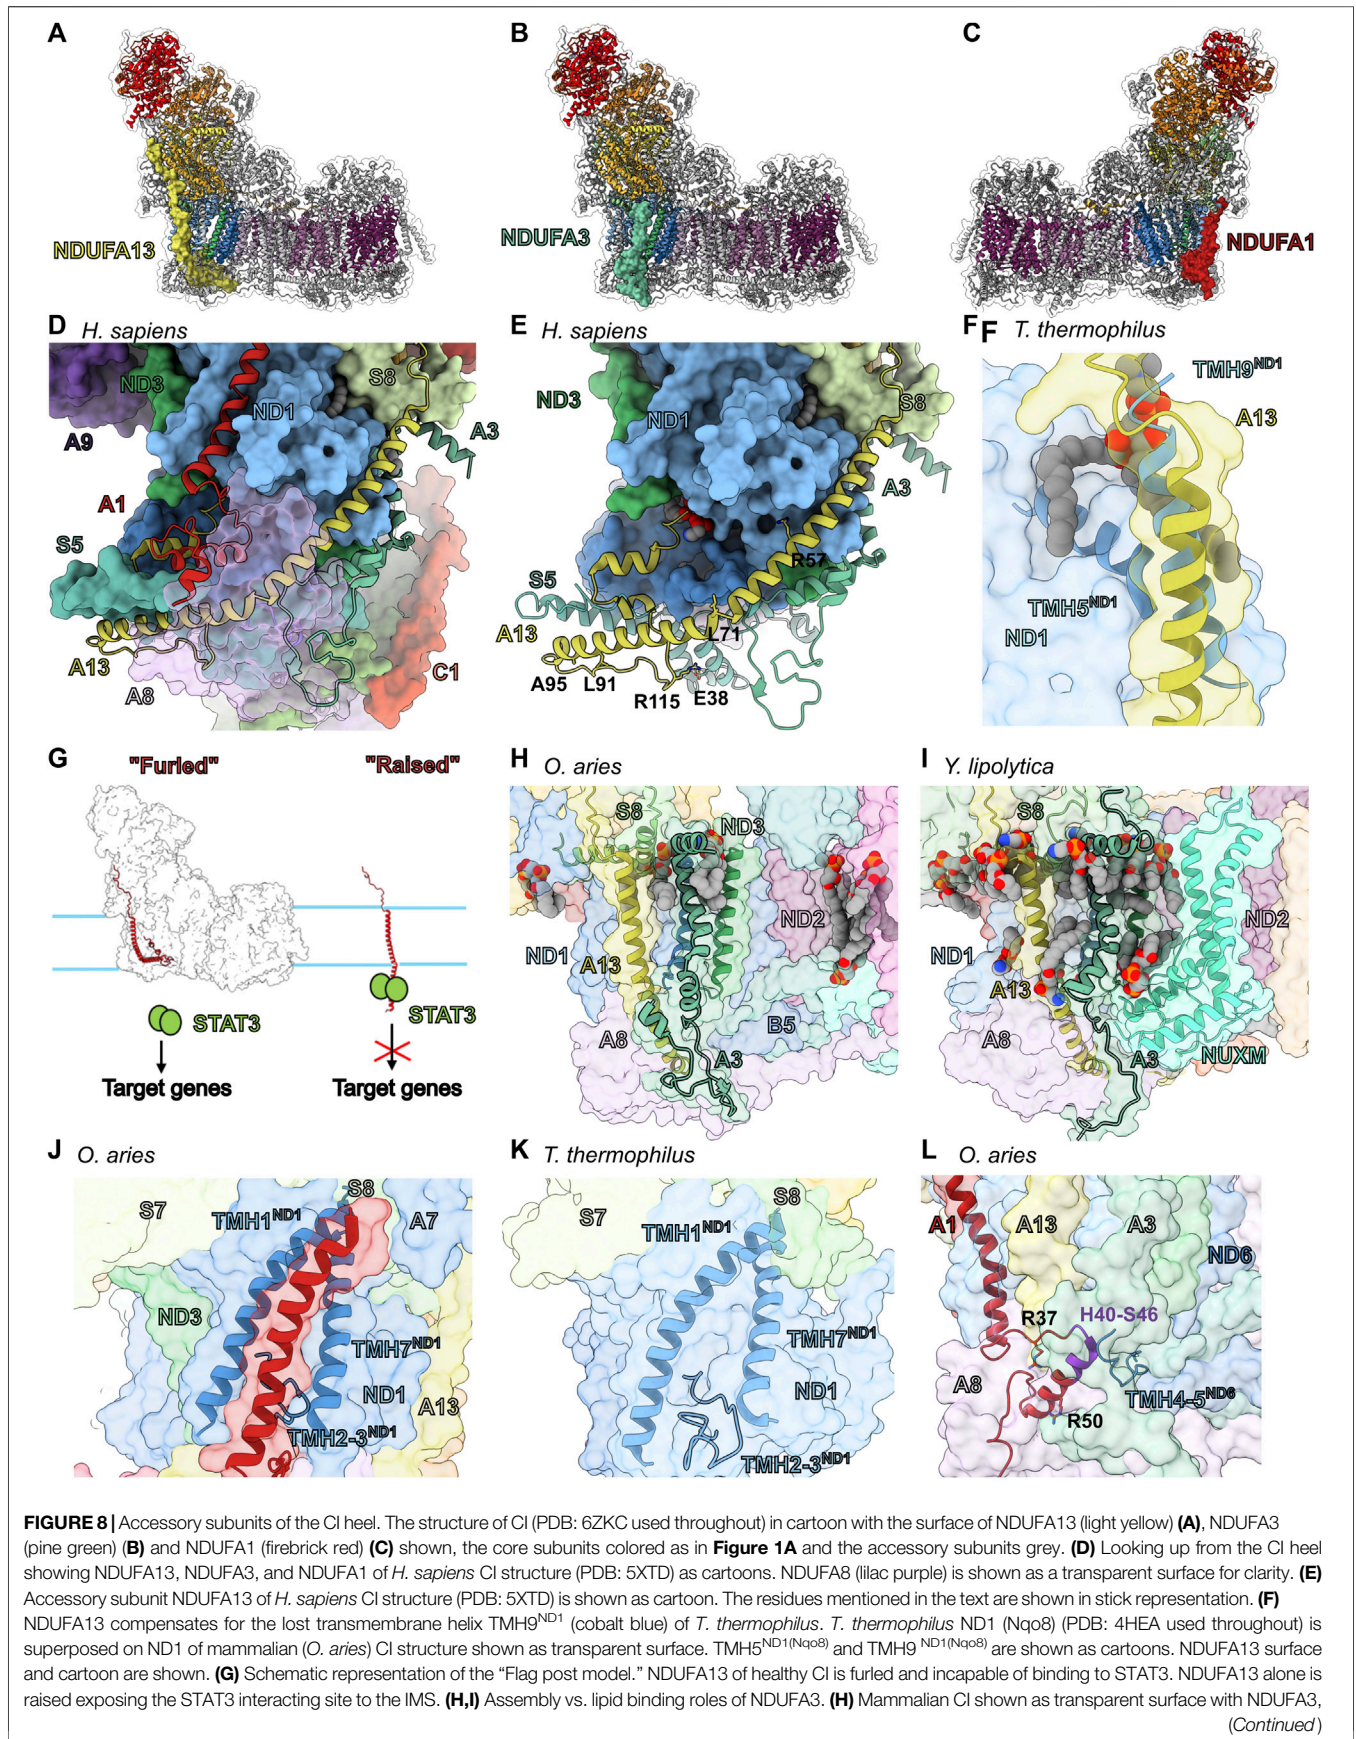 A
B
C
NDUFA13
NDUFA3
NDUFA1
D H. sapiens
ND3
ND1
S8
A9
A3
A1
S5
A13
A8
C1
E H. sapiens
ND3
ND1
S8
A3
R57
S5
A13
L71
A95 L91
R115 E38
F F T. thermophilus
TMH9ND1
A13
TMH5ND1
ND1
G
"Furled" "Raised"
STAT3
STAT3
Target genes
Target genes
H O. aries
S8
ND3
ND2
ND1
A13
A8
B5
A3
I Y. lipolytica
S8
ND2
ND1
A13
A8
A3
NUXM
J O. aries
S8
S7
TMH1ND1
A7
ND3
TMH7ND1
ND1
A13
TMH2-3ND1
K T. thermophilus
S8
S7
TMH1ND1
TMH7ND1
ND1
TMH2-3ND1
L O. aries
A1
A13
A3
ND6
R37
H40-S46
A8
TMH4-5ND6
R50
FIGURE 8 | Accessory subunits of the CI heel. The structure of CI (PDB: 6ZKC used throughout) in cartoon with the surface of NDUFA13 (light yellow) (A), NDUFA3
(pine green) (B) and NDUFA1 (firebrick red) (C) shown, the core subunits colored as in Figure 1A and the accessory subunits grey. (D) Looking up from the CI heel
showing NDUFA13, NDUFA3, and NDUFA1 of H. sapiens CI structure (PDB: 5XTD) as cartoons. NDUFA8 (lilac purple) is shown as a transparent surface for clarity. (E)
Accessory subunit NDUFA13 of H. sapiens CI structure (PDB: 5XTD) is shown as cartoon. The residues mentioned in the text are shown in stick representation. (F)
NDUFA13 compensates for the lost transmembrane helix TMH9ND1 (cobalt blue) of T. thermophilus. T. thermophilus ND1 (Nqo8) (PDB: 4HEA used throughout) is
superposed on ND1 of mammalian (O. aries) CI structure shown as transparent surface. TMH5ND1(Nqo8) and TMH9 ND1(Nqo8) are shown as cartoons. NDUFA13 surface
and cartoon are shown. (G) Schematic representation of the “Flag post model.” NDUFA13 of healthy CI is furled and incapable of binding to STAT3. NDUFA13 alone is
raised exposing the STAT3 interacting site to the IMS. (H,I) Assembly vs. lipid binding roles of NDUFA3. (H) Mammalian CI shown as transparent surface with NDUFA3,
(Continued)